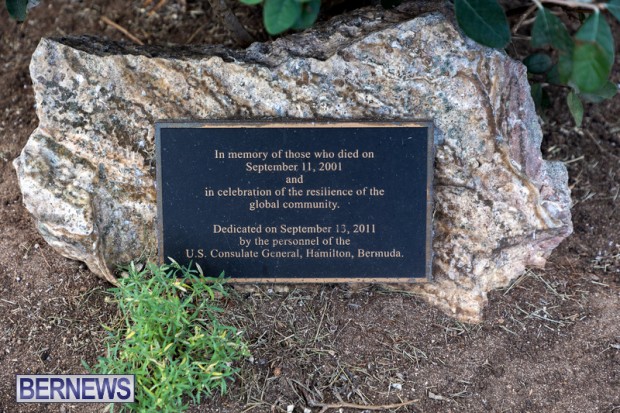 In memory of those who died on
September 11, 2001
and
in celebration of the resilience of the
global community.
Dedicated on September 13, 2011
by the personnel of the
U.S. Consulate General, Hamilton, Bermuda.
BERNEWS